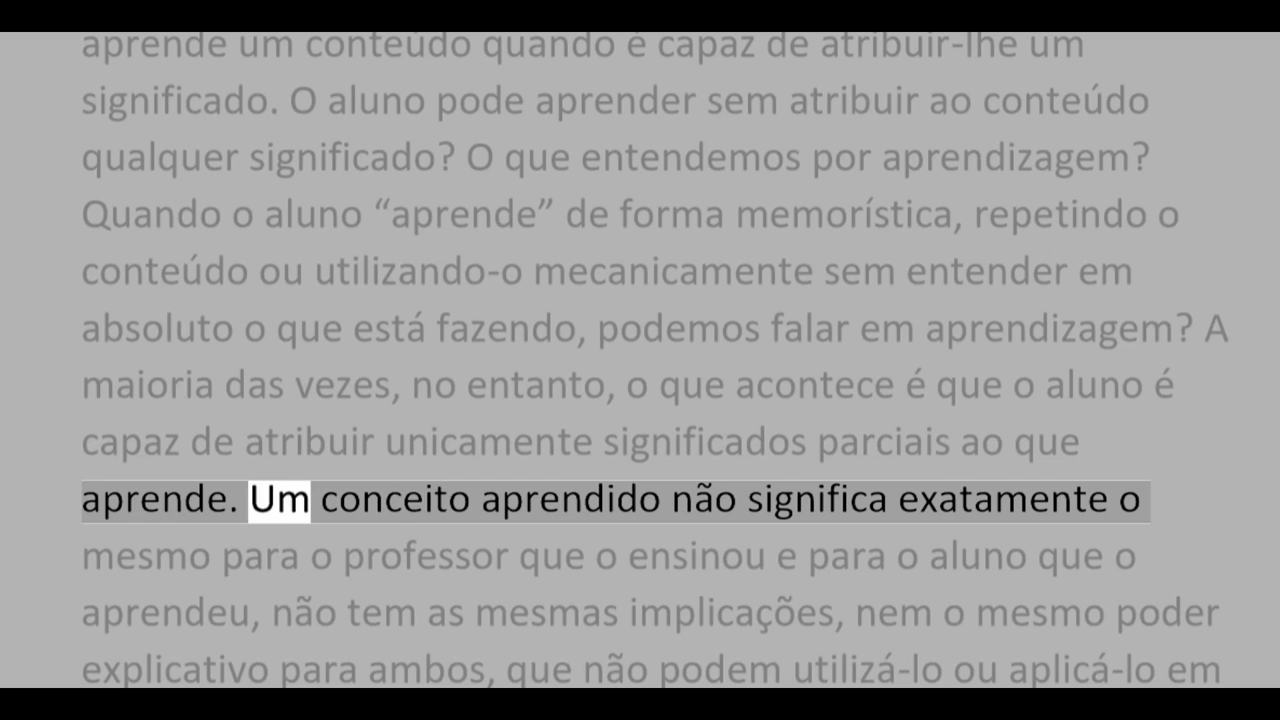 aprende um conteúdo quando é capaz de atribuir-lhe um
significado. O aluno pode aprender sem atribuir ao conteúdo
qualquer significado? O que entendemos por aprendizagem?
Quando o aluno “aprende” de forma memorística, repetindo o
conteúdo ou utilizando-o mecanicamente sem entender em
absoluto o que está fazendo, podemos falar em aprendizagem? A
maioria das vezes, no entanto, o que acontece é que o aluno é
capaz de atribuir unicamente significados parciais ao que
aprende. Um conceito aprendido não significa exatamente o
mesmo para o professor que o ensinou e para o aluno que o
aprendeu, não tem as mesmas implicações, nem o mesmo poder
explicativo para ambos, que não podem utilizá-lo ou aplicá-lo em